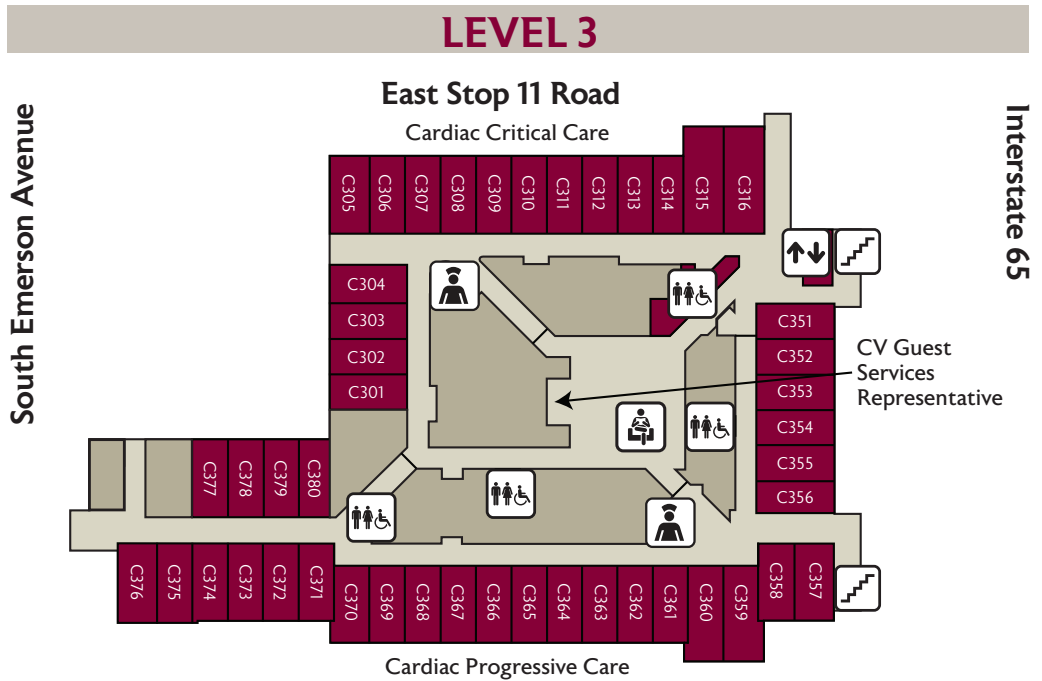 LEVEL 3
East Stop 11 Road
Cardiac Critical Care
South Emerson Avenue
Interstate 65
C305
C306
C307
C308
C309
C310
C311
C312
C313
C314
C315
C316
C304
C303
C302
C301
C351
C352
C353
C354
C355
C356
CV Guest
Services
Representative
C377
C378
C379
C380
C376
C375
C374
C373
C372
C371
C370
C369
C368
C367
C366
C365
C364
C363
C362
C361
C360
C359
C358
C357
Cardiac Progressive Care